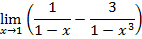 lim x→1 ( 1/(1 − x) − 3/(1 − x³) )